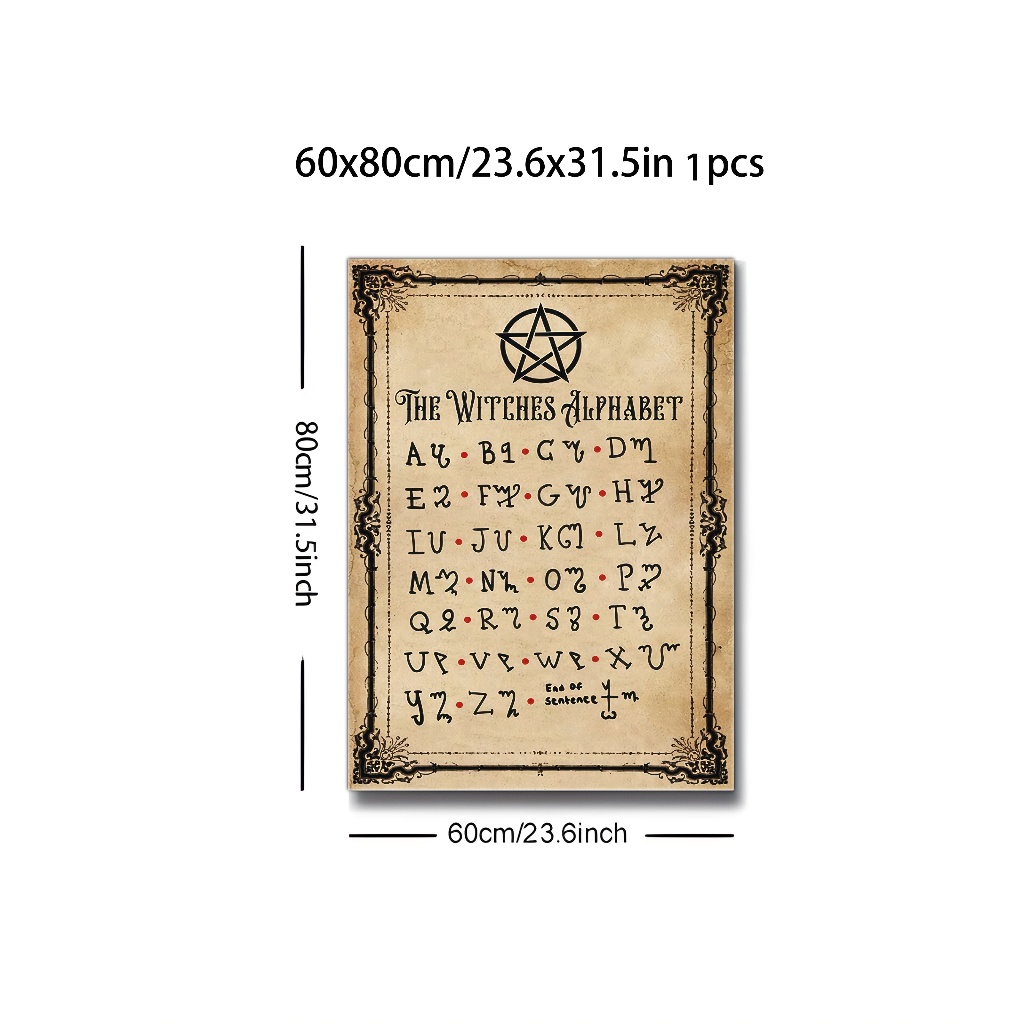 60x80cm/23.6x31.5in 1pcs
80cm/31.5inch
THE WITCHES ALPHABET
A • B • C • D
E • F • G • H
I • J • K • L
M • N • O • P
Q • R • S • T
U • V • W • X
Y • Z • End Of Sentence
60cm/23.6inch